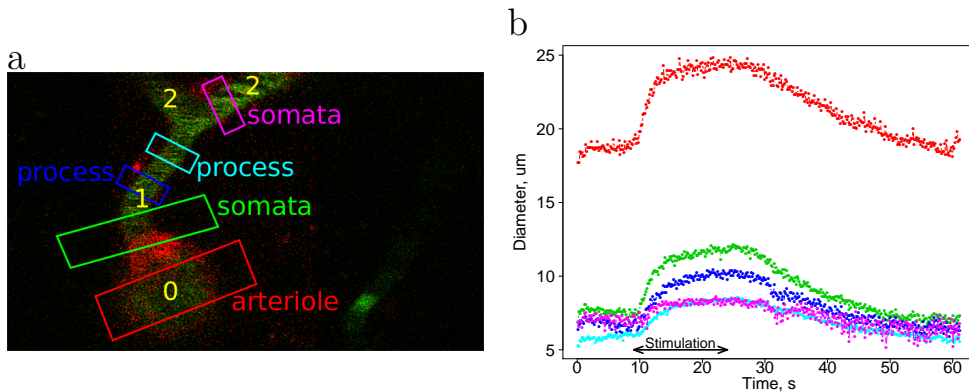 a
2
2
somata
process
process
1
somata
0
arteriole
b
Diameter, um
25
20
15
10
5
Stimulation
0
10
20
30
40
50
60
Time, s